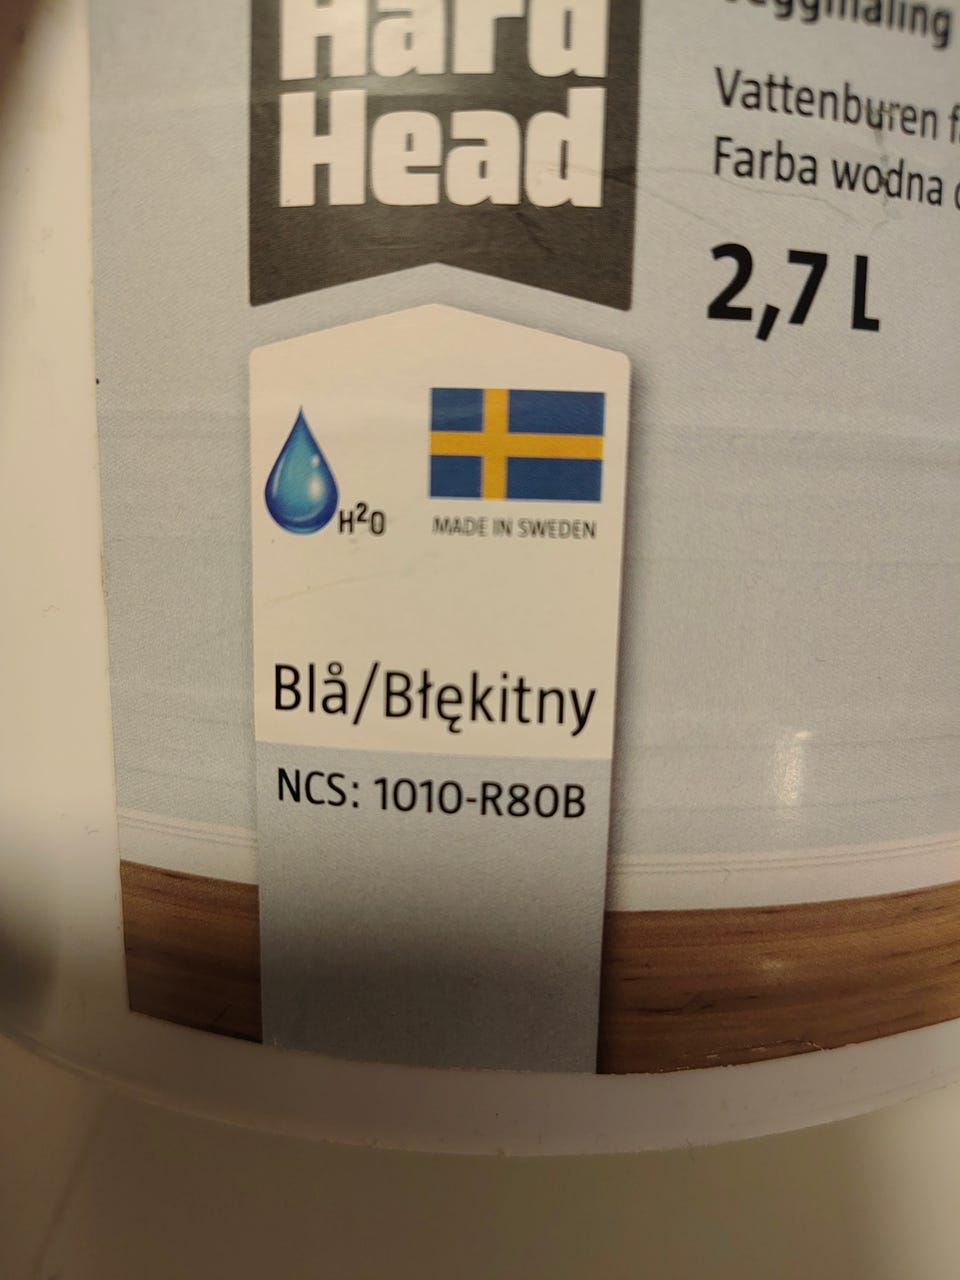 Hard
Head
Vattenburen
Farba wodna
2,7 L
H²O
MADE IN SWEDEN
Blå/Błękitny
NCS: 1010-R80B